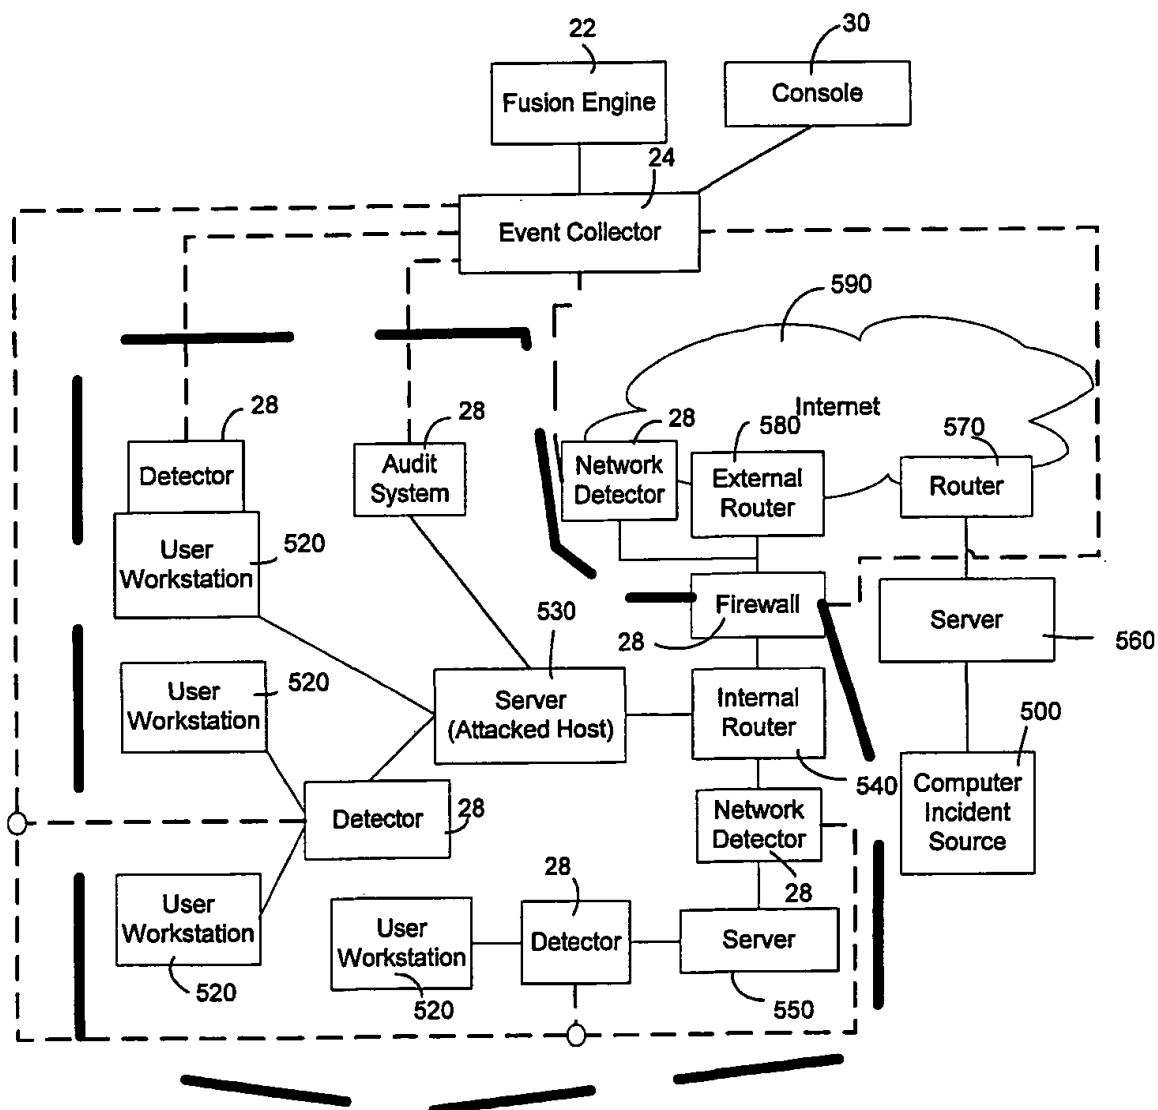 22
30
Fusion Engine
Console
24
Event Collector
590
Internet
28
28
28
580
570
Detector
Audit
System
Network
Detector
External
Router
Router
User
Workstation
520
Firewall
28
Server
560
530
User
Workstation
520
Server
(Attacked Host)
Internal
Router
540
500
Computer
Incident
Source
Detector
28
Network
Detector
28
User
Workstation
520
User
Workstation
520
28
Detector
Server
550